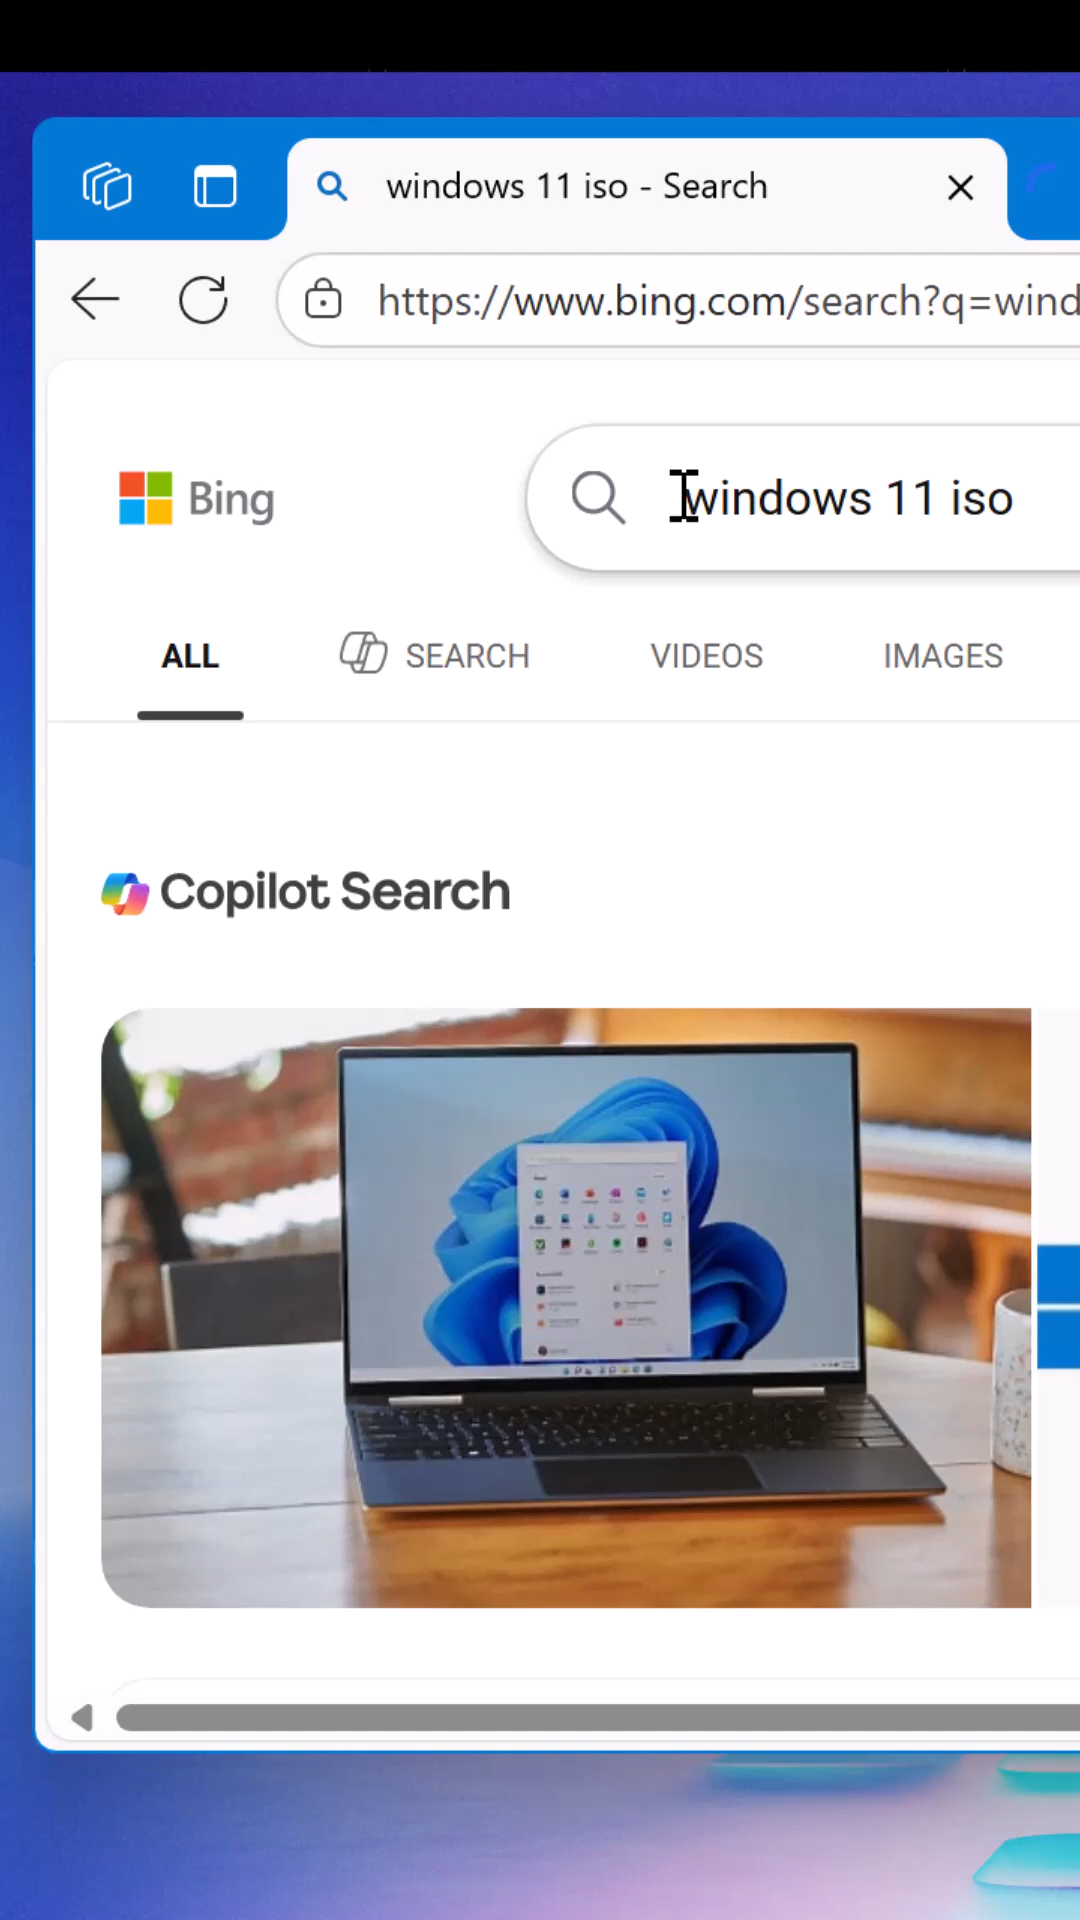 windows 11 iso - Search
https://www.bing.com/search?q=wind
Bing
windows 11 iso
ALL
SEARCH
VIDEOS
IMAGES
Copilot Search